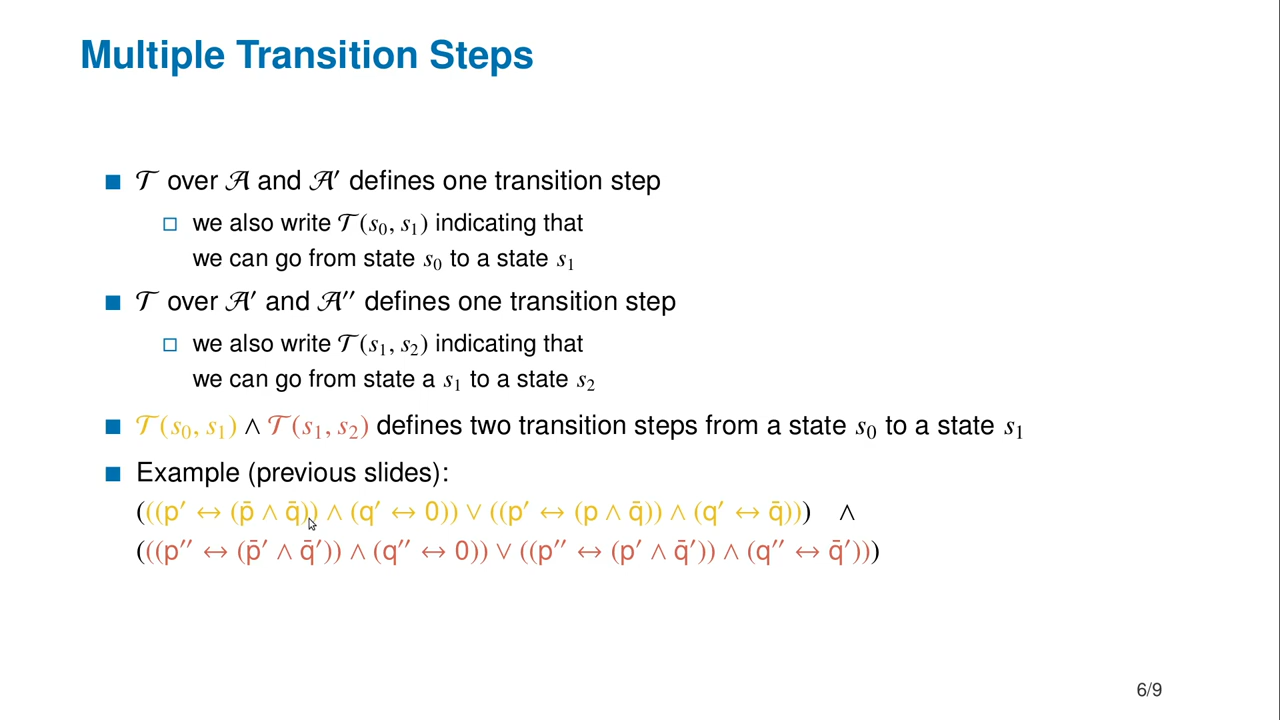 Multiple Transition Steps
𝒯 over 𝒜 and 𝒜′ defines one transition step
we also write 𝒯(s₀, s₁) indicating that
we can go from state s₀ to a state s₁
𝒯 over 𝒜′ and 𝒜′′ defines one transition step
we also write 𝒯(s₁, s₂) indicating that
we can go from state a s₁ to a state s₂
𝒯(s₀, s₁) ∧ 𝒯(s₁, s₂) defines two transition steps from a state s₀ to a state s₁
Example (previous slides):
(((p′ ↔ (p̄ ∧ q̄)) ∧ (q′ ↔ 0)) ∨ ((p′ ↔ (p ∧ q̄)) ∧ (q′ ↔ q̄))) ∧
(((p′′ ↔ (p̄′ ∧ q̄′)) ∧ (q′′ ↔ 0)) ∨ ((p′′ ↔ (p′ ∧ q̄′)) ∧ (q′′ ↔ q̄′)))
6/9